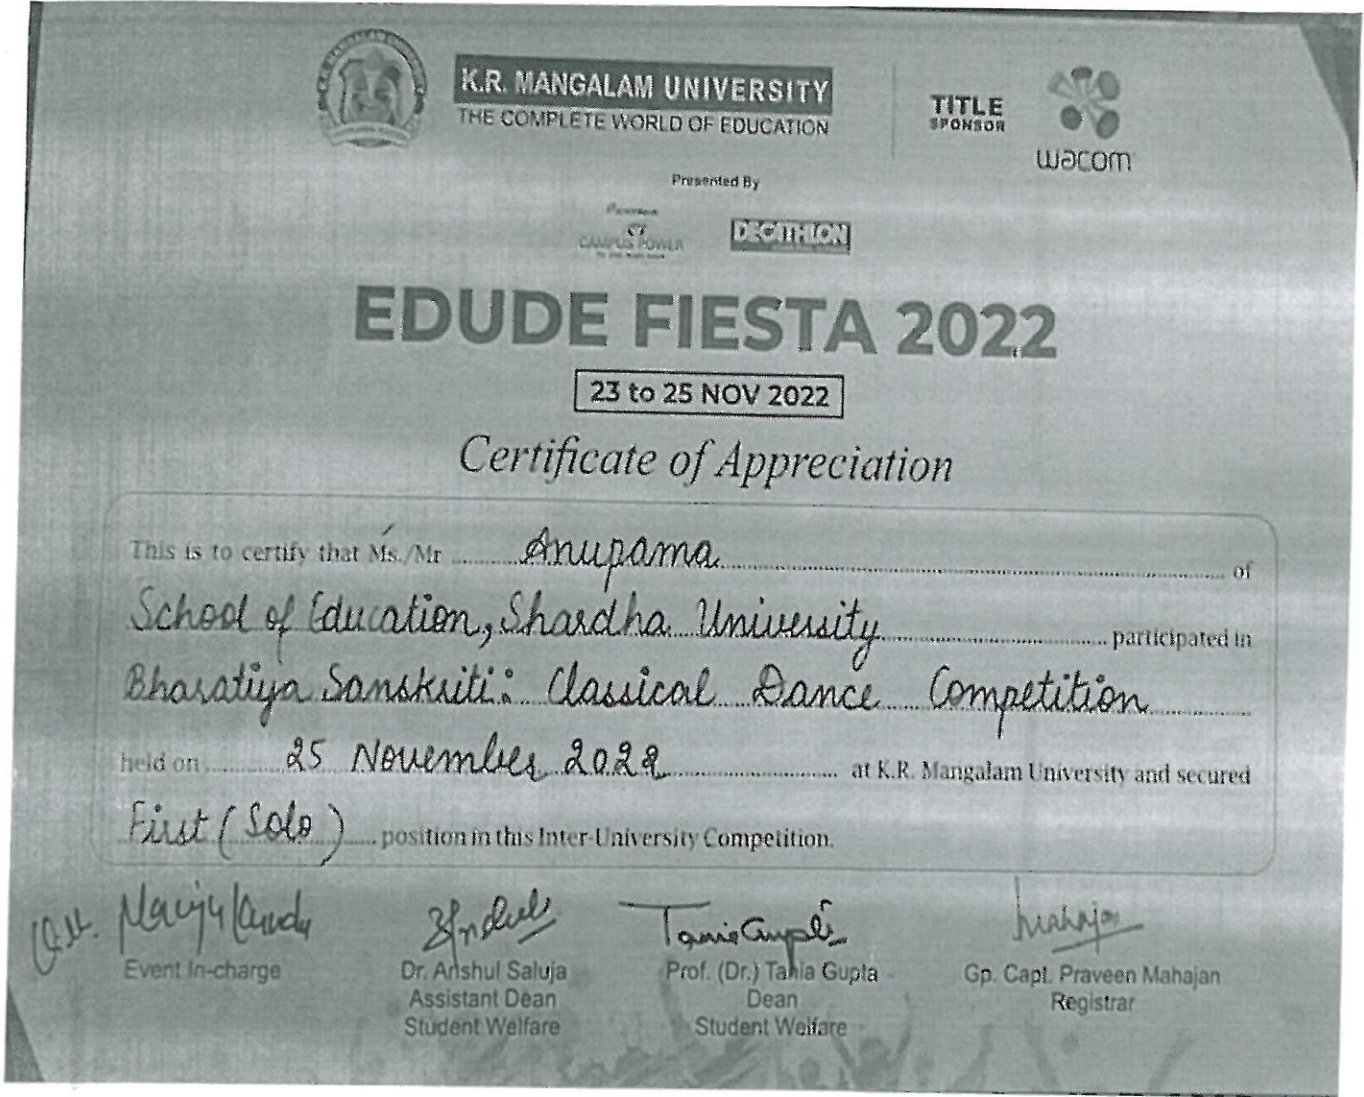 K.R. MANGALAM UNIVERSITY
THE COMPLETE WORLD OF EDUCATION
TITLE
SPONSOR
wacom
Presented By
CAMPUS POWER
DECATHLON
EDUDE FIESTA 2022
23 to 25 NOV 2022
Certificate of Appreciation
This is to certify that Ms./Mr Anupama of
School of Education, Shardha University participated in
Bharatiya Sanskriti: Classical Dance Competition
held on 25 November 2022 at K.R. Mangalam University and secured
First (Solo) position in this Inter-University Competition.
Tania Gupta
Mahajan
Event In-charge
Dr. Anshul Saluja
Assistant Dean
Student Welfare
Prof. (Dr.) Tania Gupta
Dean
Student Welfare
Gp. Capt. Praveen Mahajan
Registrar